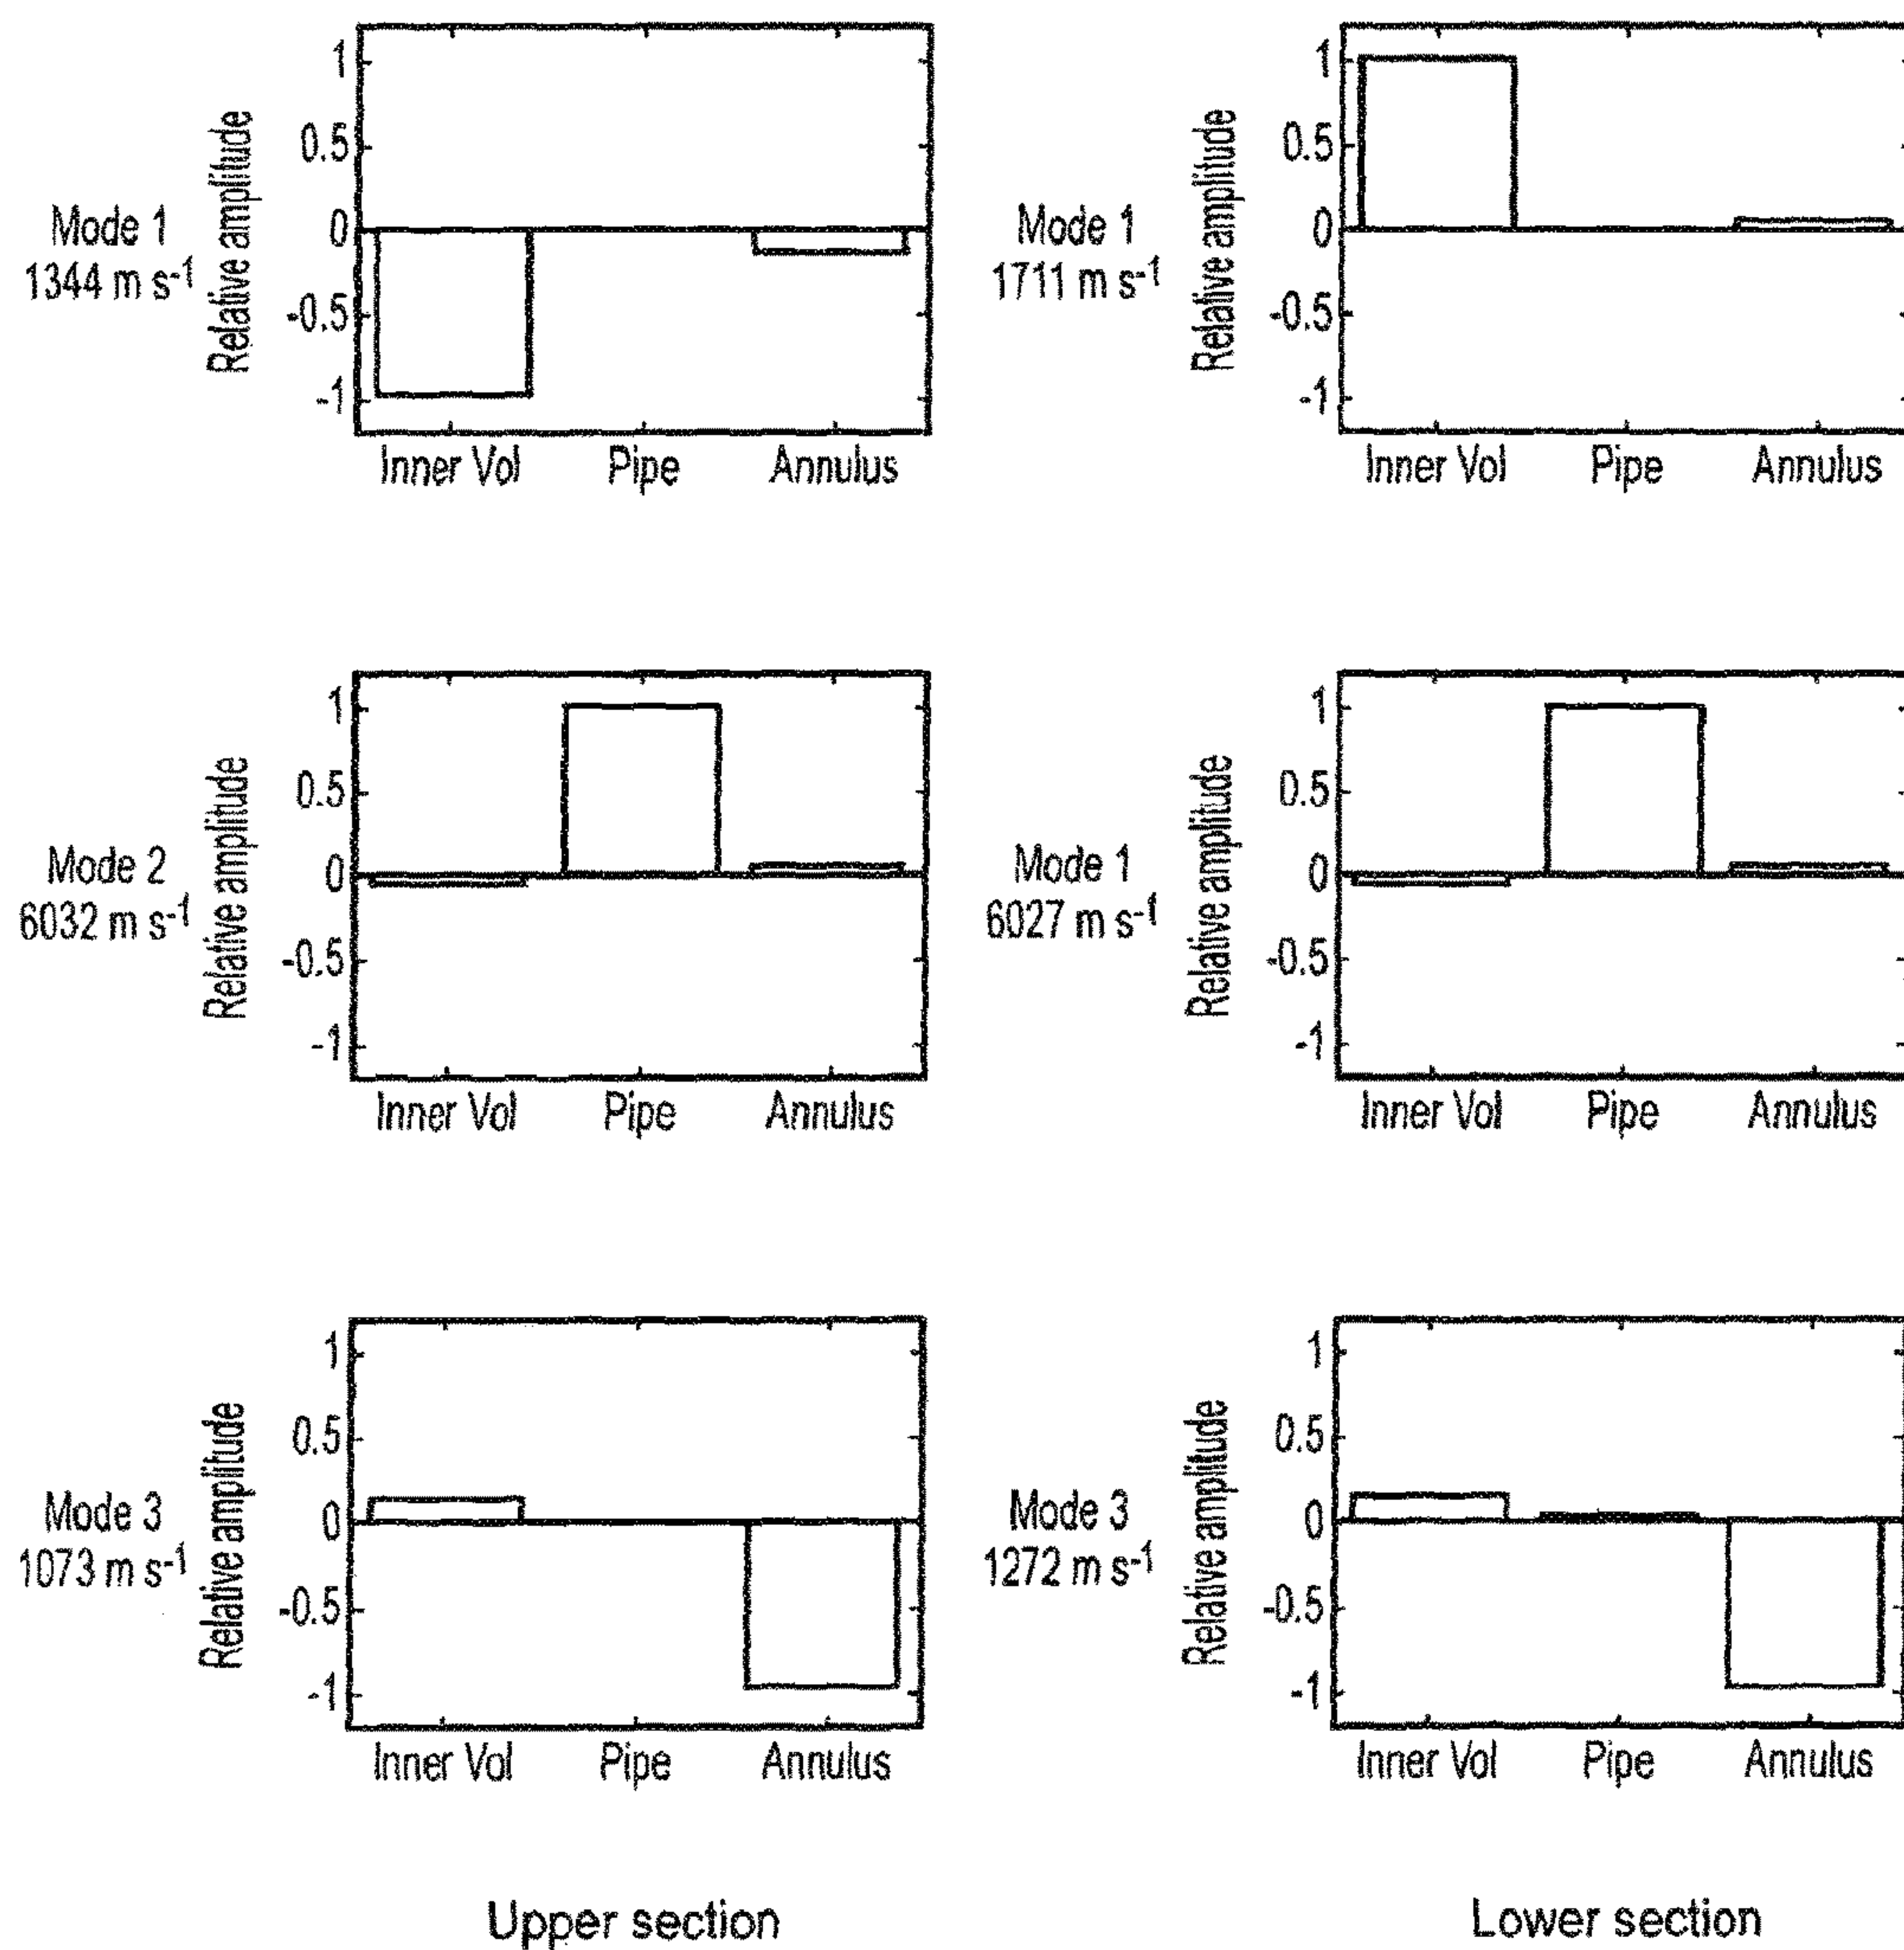 Mode 1
1344 m s-1
Relative amplitude
1
0.5
0
-0.5
-1
Inner Vol Pipe Annulus
Mode 1
1711 m s-1
Relative amplitude
1
0.5
0
-0.5
-1
Inner Vol Pipe Annulus
Mode 2
6032 m s-1
Relative amplitude
1
0.5
0
-0.5
-1
Inner Vol Pipe Annulus
Mode 1
6027 m s-1
Relative amplitude
1
0.5
0
-0.5
-1
Inner Vol Pipe Annulus
Mode 3
1073 m s-1
Relative amplitude
1
0.5
0
-0.5
-1
Inner Vol Pipe Annulus
Mode 3
1272 m s-1
Relative amplitude
1
0.5
0
-0.5
-1
Inner Vol Pipe Annulus
Upper section
Lower section